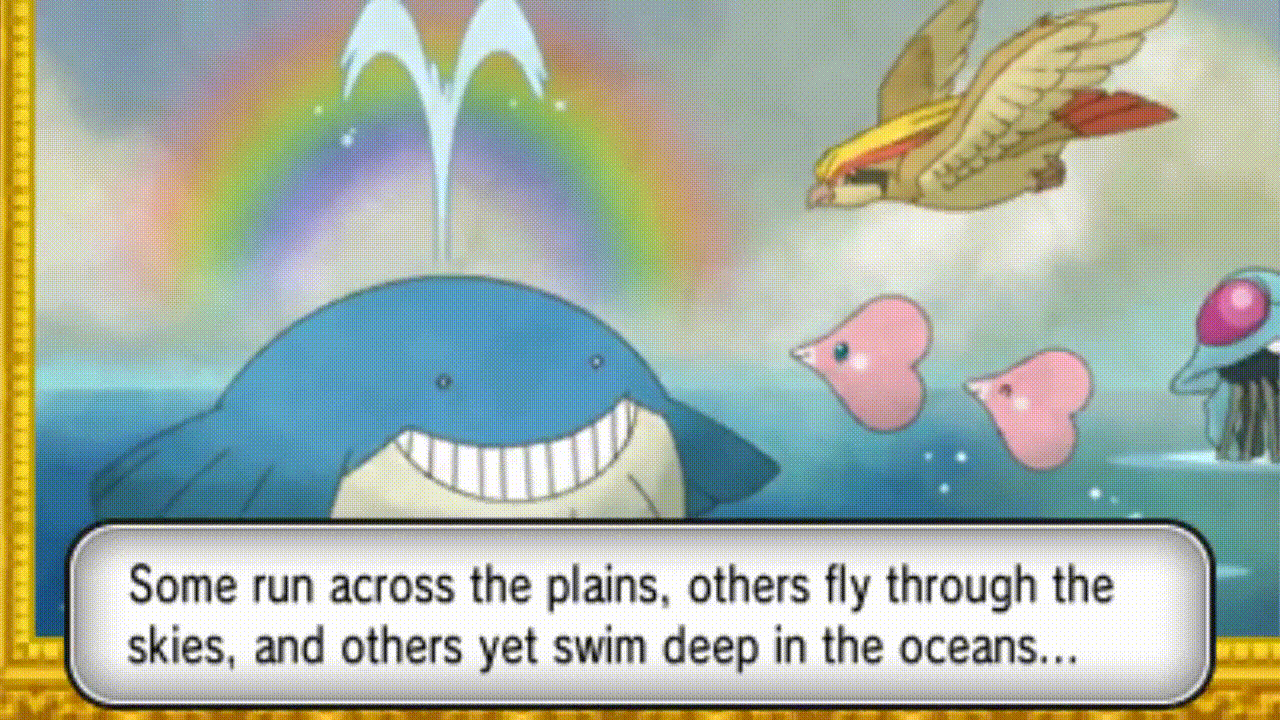 Some run across the plains, others fly through the
skies, and others yet swim deep in the oceans...